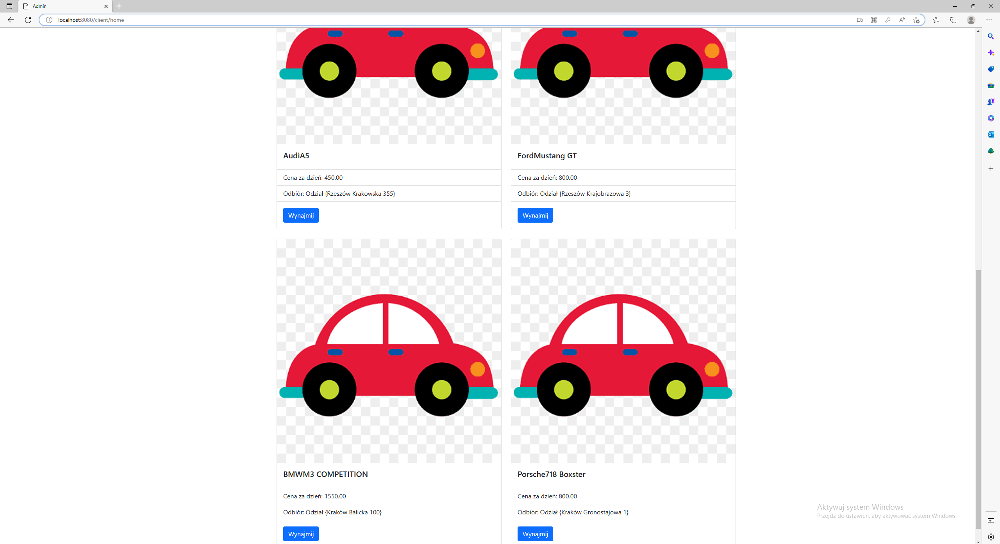 Admin
localhost:8080/client/home
AudiA5
Cena za dzień: 450.00
Odbiór: Odział {Rzeszów Krakowska 355}
Wynajmij
FordMustang GT
Cena za dzień: 800.00
Odbiór: Odział {Rzeszów Krajobrazowa 3}
Wynajmij
BMWM3 COMPETITION
Cena za dzień: 1550.00
Odbiór: Odział {Kraków Balicka 100}
Wynajmij
Porsche718 Boxster
Cena za dzień: 800.00
Odbiór: Odział {Kraków Gronostajowa 1}
Wynajmij
Aktywuj system Windows
Przejdź do ustawień, aby aktywować system Windows.